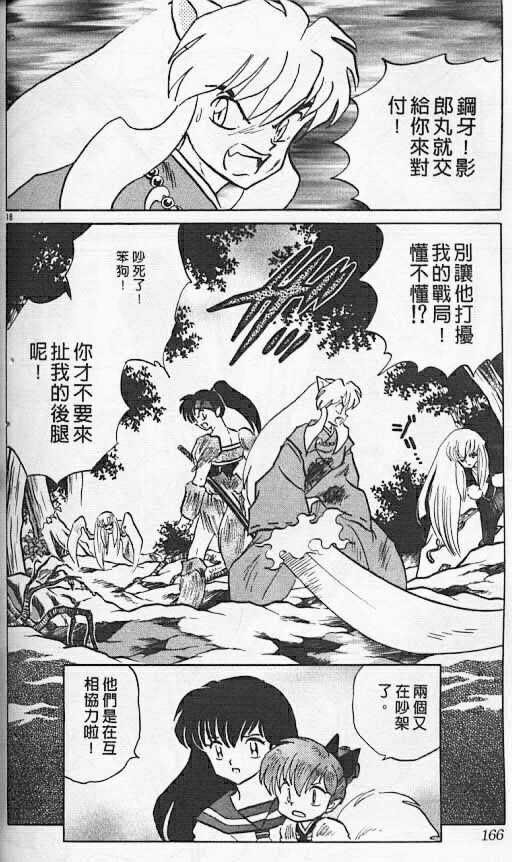 鋼牙！影
郎丸就交
給你來對
付！
18
別讓他打擾
我的戰局！
懂不懂!?
吵死了！
笨狗！
你才不要來
扯我的後腿
呢！
兩個又
在吵架
了。
他們是在互
相協力啦！
166